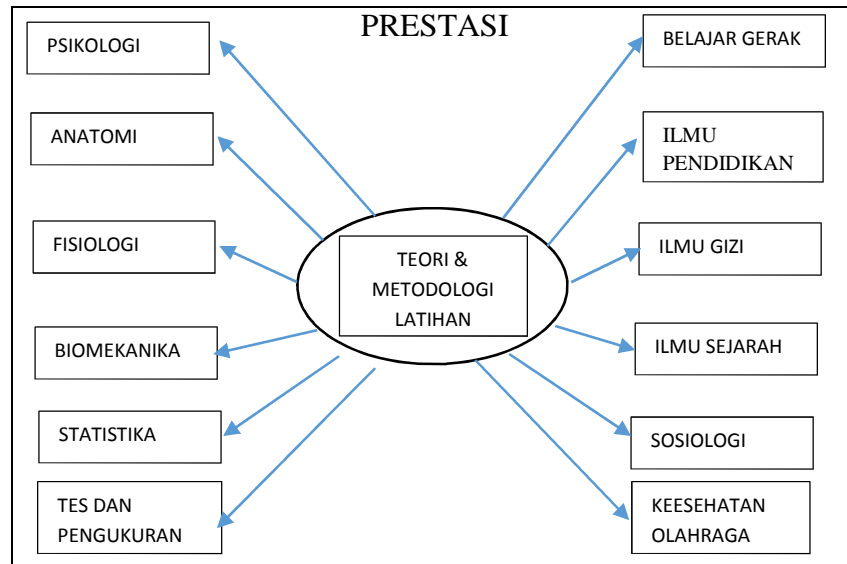 PRESTASI
PSIKOLOGI
ANATOMI
FISIOLOGI
BIOMEKANIKA
STATISTIKA
TES DAN
PENGUKURAN
TEORI &
METODOLOGI
LATIHAN
BELAJAR GERAK
ILMU
PENDIDIKAN
ILMU GIZI
ILMU SEJARAH
SOSIOLOGI
KEESEHATAN
OLAHRAGA